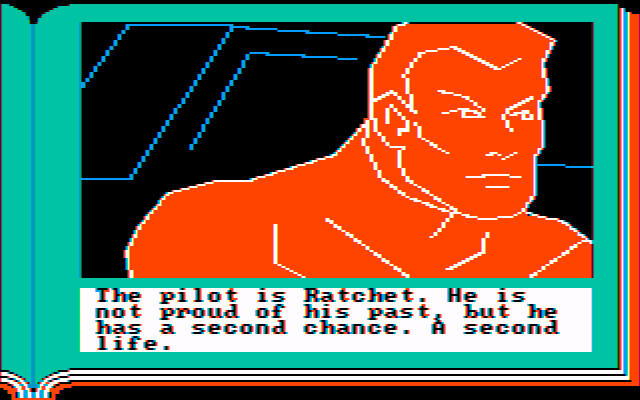 The pilot is Ratchet. He is
not proud of his past, but he
has a second chance. A second
life.